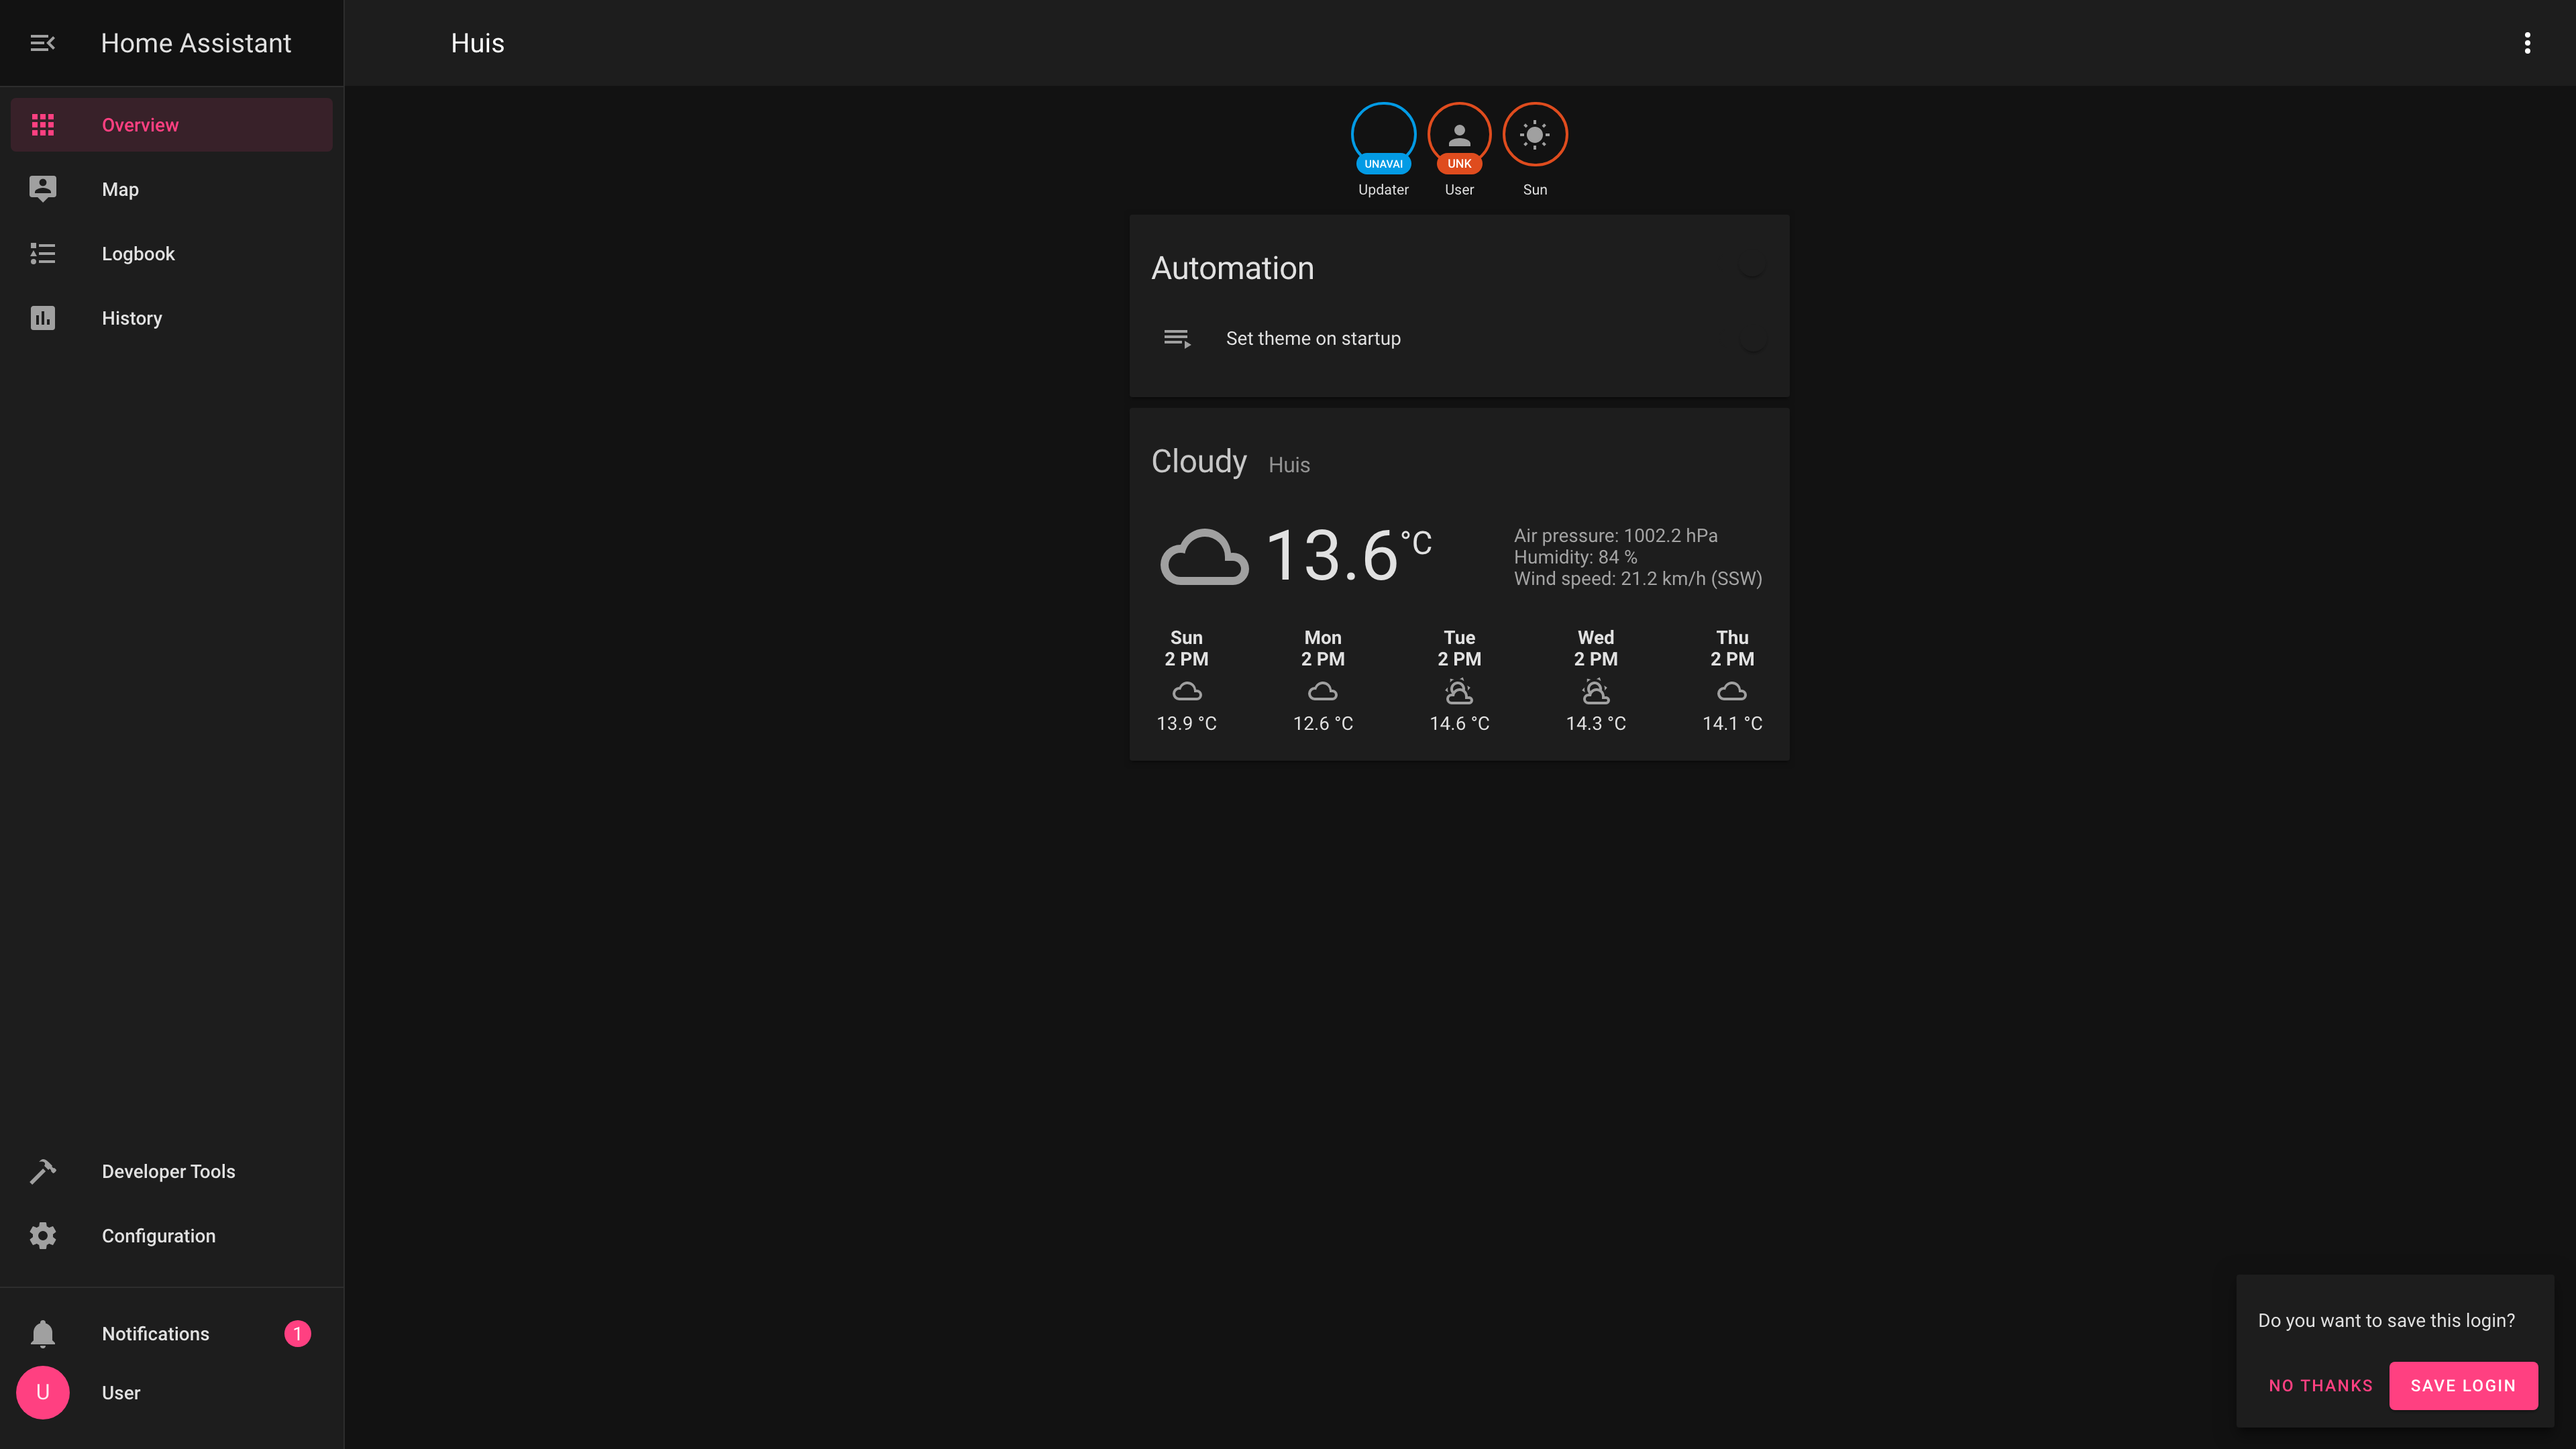 Home Assistant
Huis
Overview
Map
Logbook
History
UNAVAI
UNK
Updater
User
Sun
Automation
Set theme on startup
Cloudy Huis
13.6 °C
Air pressure: 1002.2 hPa
Humidity: 84 %
Wind speed: 21.2 km/h (SSW)
Sun Mon Tue Wed Thu
2 PM 2 PM 2 PM 2 PM 2 PM
13.9 °C 12.6 °C 14.6 °C 14.3 °C 14.1 °C
Developer Tools
Configuration
Notifications 1
U User
Do you want to save this login?
NO THANKS SAVE LOGIN